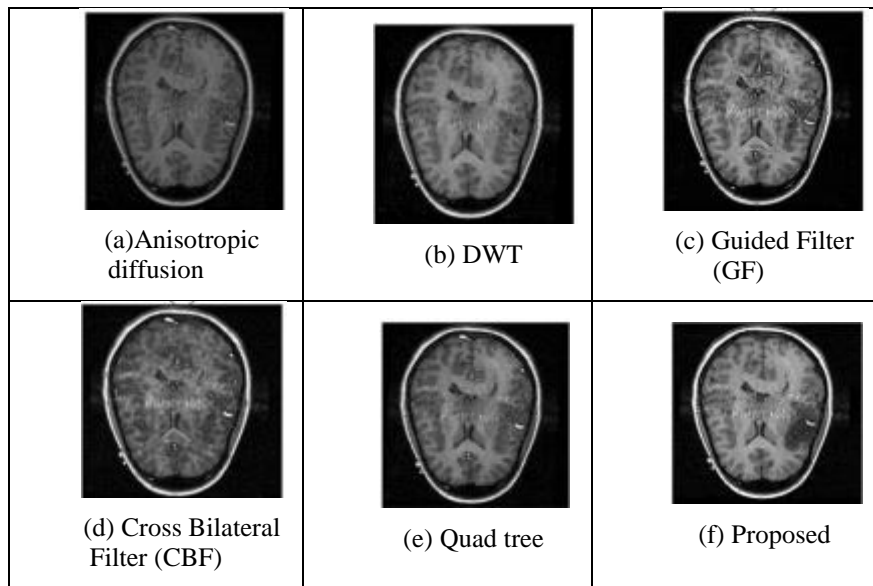 (a)Anisotropic
diffusion
(b) DWT
(c) Guided Filter
(GF)
(d) Cross Bilateral
Filter (CBF)
(e) Quad tree
(f) Proposed